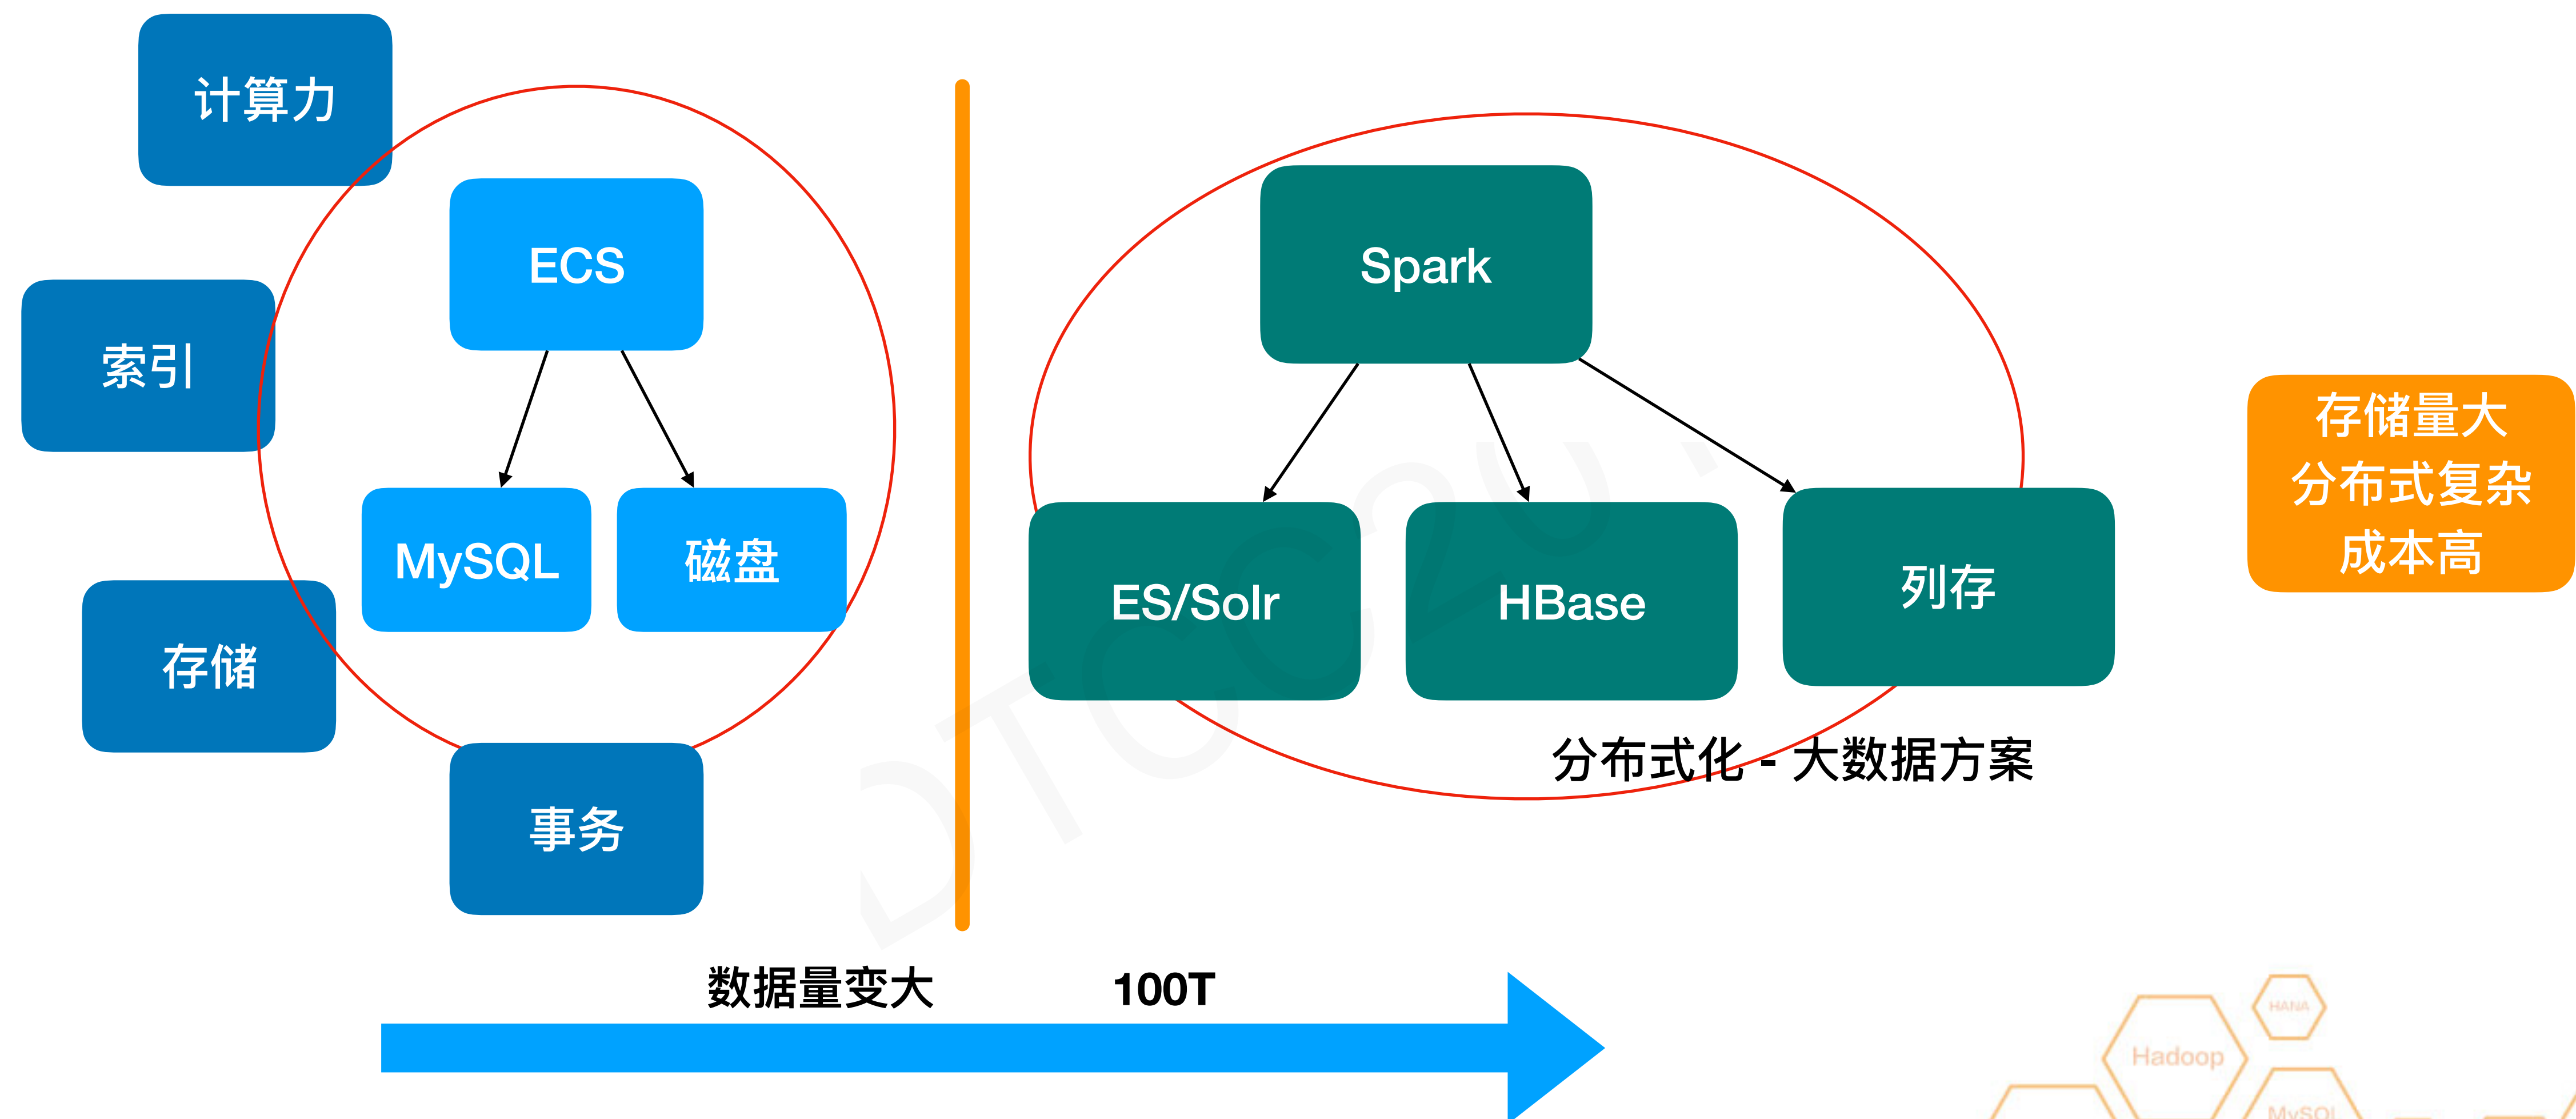 计算力
ECS
Spark
索引
存储量大
分布式复杂
成本高
MySQL
磁盘
ES/Solr
HBase
列存
存储
分布式化 - 大数据方案
事务
数据量变大
100T
HANA
Hadoop
MySQL